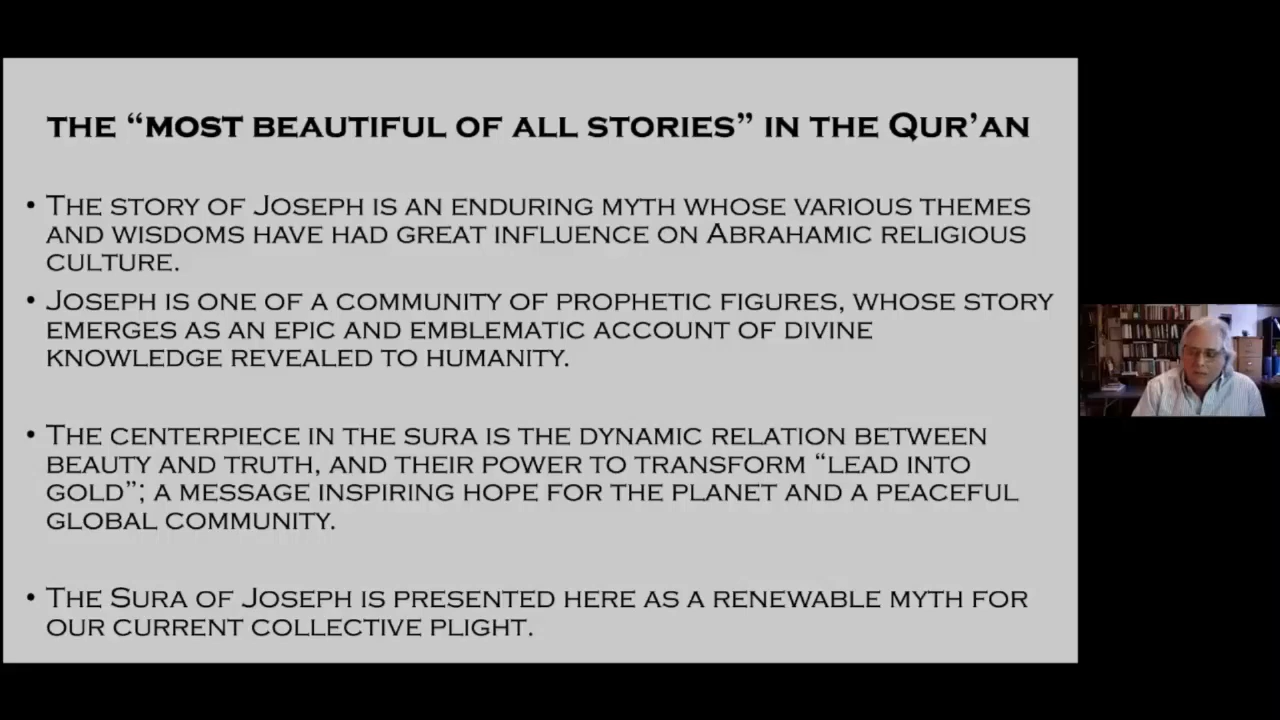 THE “MOST BEAUTIFUL OF ALL STORIES” IN THE QUR’AN
• THE STORY OF JOSEPH IS AN ENDURING MYTH WHOSE VARIOUS THEMES
AND WISDOMS HAVE HAD GREAT INFLUENCE ON ABRAHAMIC RELIGIOUS
CULTURE.
• JOSEPH IS ONE OF A COMMUNITY OF PROPHETIC FIGURES, WHOSE STORY
EMERGES AS AN EPIC AND EMBLEMATIC ACCOUNT OF DIVINE
KNOWLEDGE REVEALED TO HUMANITY.
• THE CENTERPIECE IN THE SURA IS THE DYNAMIC RELATION BETWEEN
BEAUTY AND TRUTH, AND THEIR POWER TO TRANSFORM “LEAD INTO
GOLD”; A MESSAGE INSPIRING HOPE FOR THE PLANET AND A PEACEFUL
GLOBAL COMMUNITY.
• THE SURA OF JOSEPH IS PRESENTED HERE AS A RENEWABLE MYTH FOR
OUR CURRENT COLLECTIVE PLIGHT.